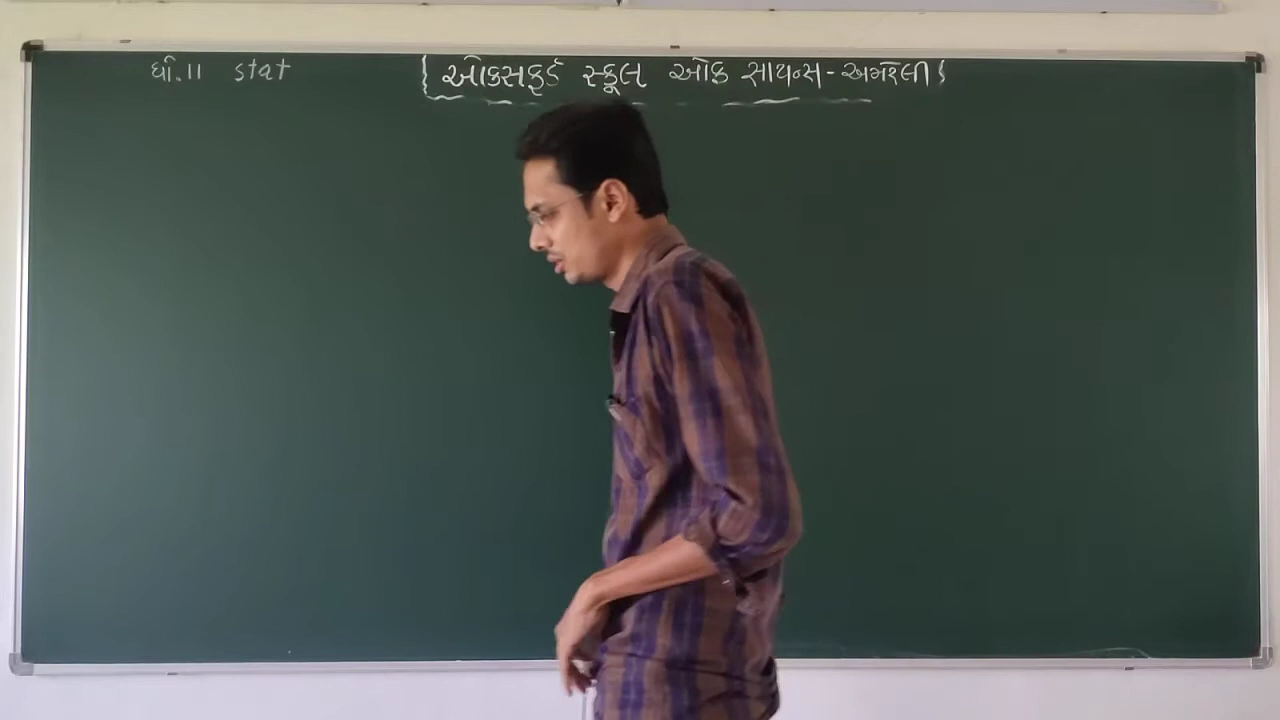 ધો.11 stat
{ ઓક્સફર્ડ સ્કૂલ ઓફ સાયન્સ - અમરેલી }